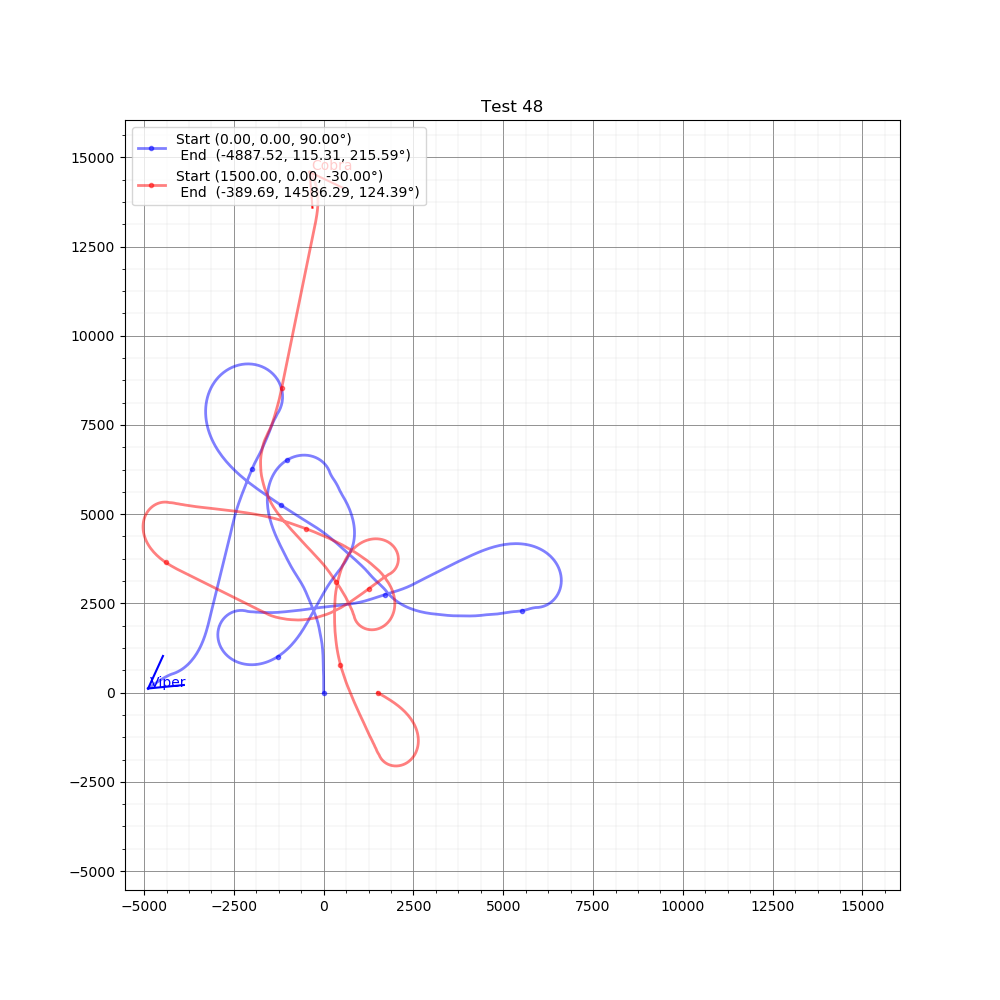 Test 48
Start (0.00, 0.00, 90.00°)
End (-4887.52, 115.31, 215.59°)
Cobra
Start (1500.00, 0.00, -30.00°)
End (-389.69, 14586.29, 124.39°)
15000
12500
10000
7500
5000
2500
0
−2500
−5000
Viper
−5000 −2500 0 2500 5000 7500 10000 12500 15000